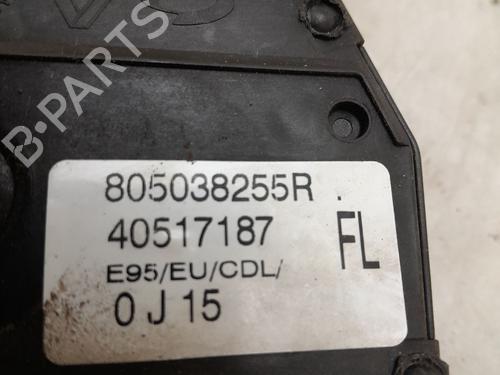 B-PARTS
805038255R .
40517187
FL
E95/EU/CDL/
0 J 15